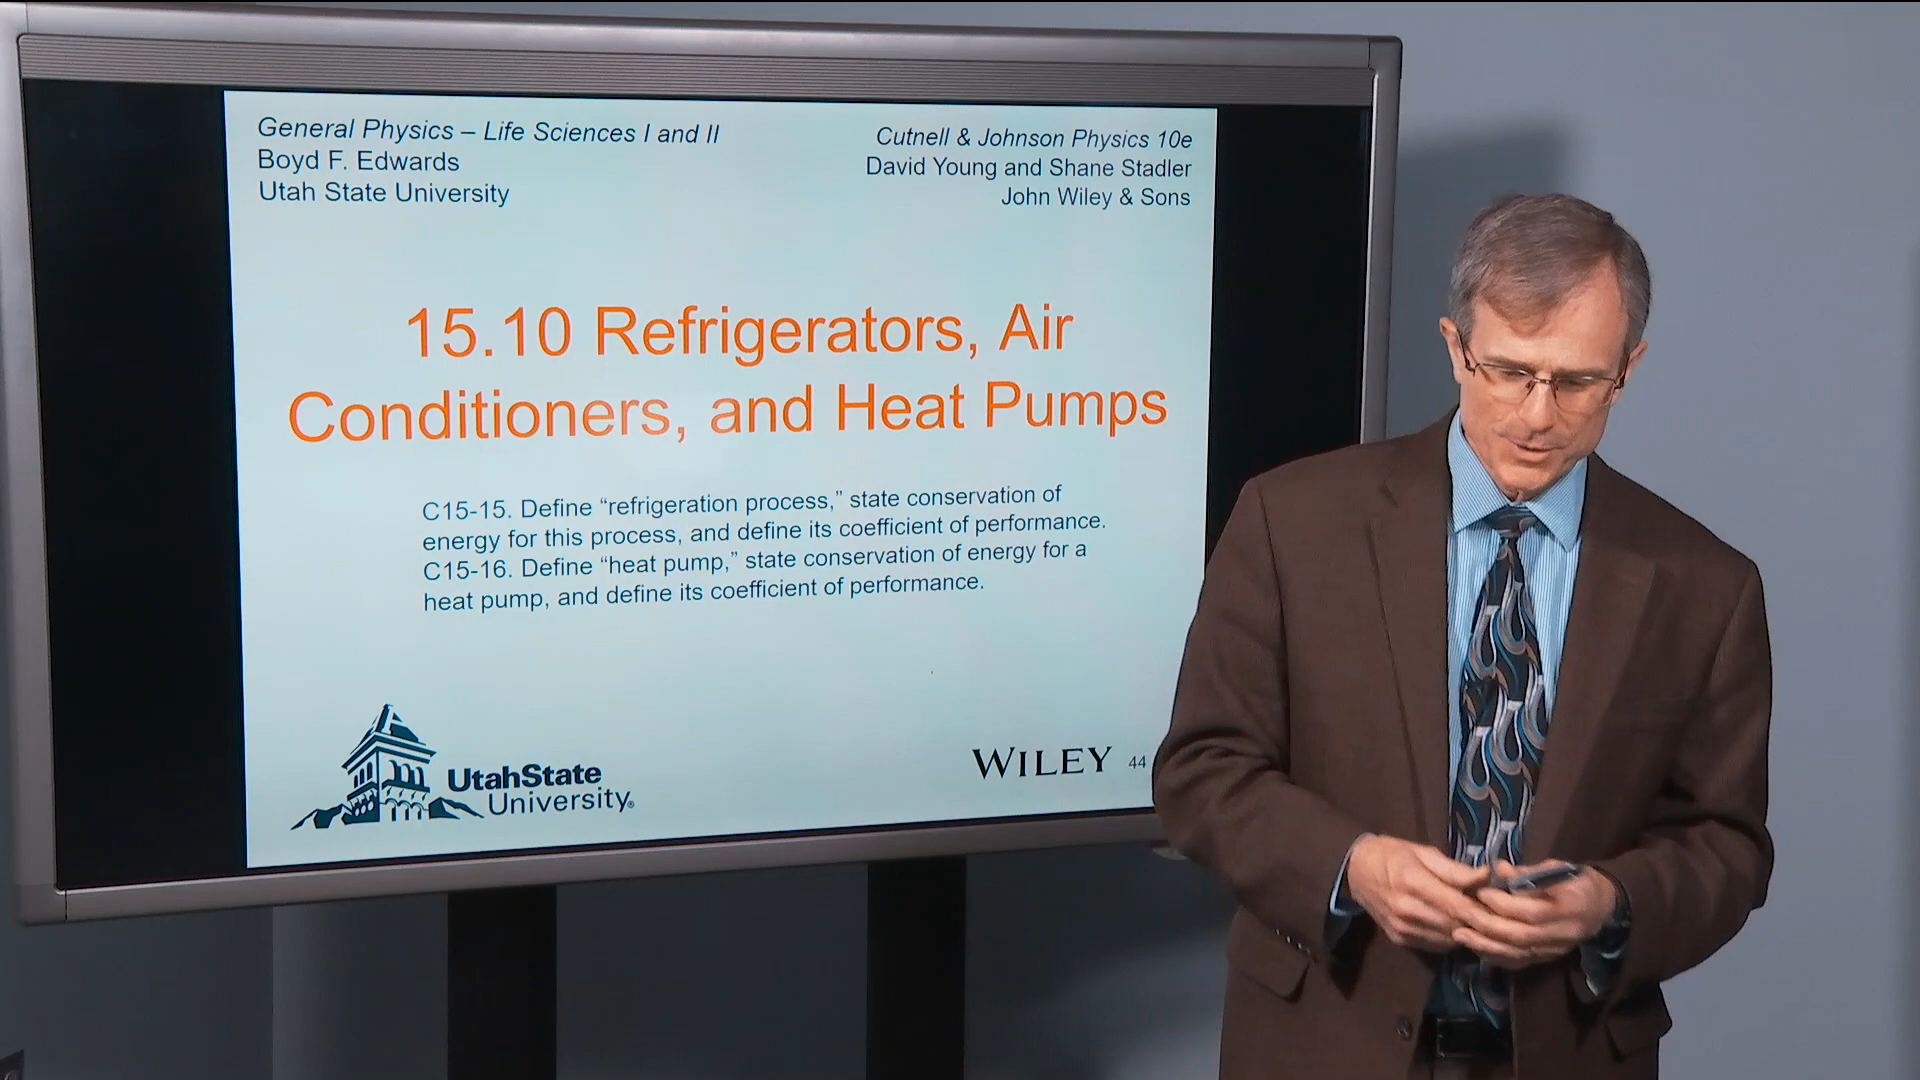 General Physics – Life Sciences I and II
Boyd F. Edwards
Utah State University
Cutnell & Johnson Physics 10e
David Young and Shane Stadler
John Wiley & Sons
15.10 Refrigerators, Air
Conditioners, and Heat Pumps
C15-15. Define “refrigeration process,” state conservation of
energy for this process, and define its coefficient of performance.
C15-16. Define “heat pump,” state conservation of energy for a
heat pump, and define its coefficient of performance.
UtahState
University®
WILEY 44